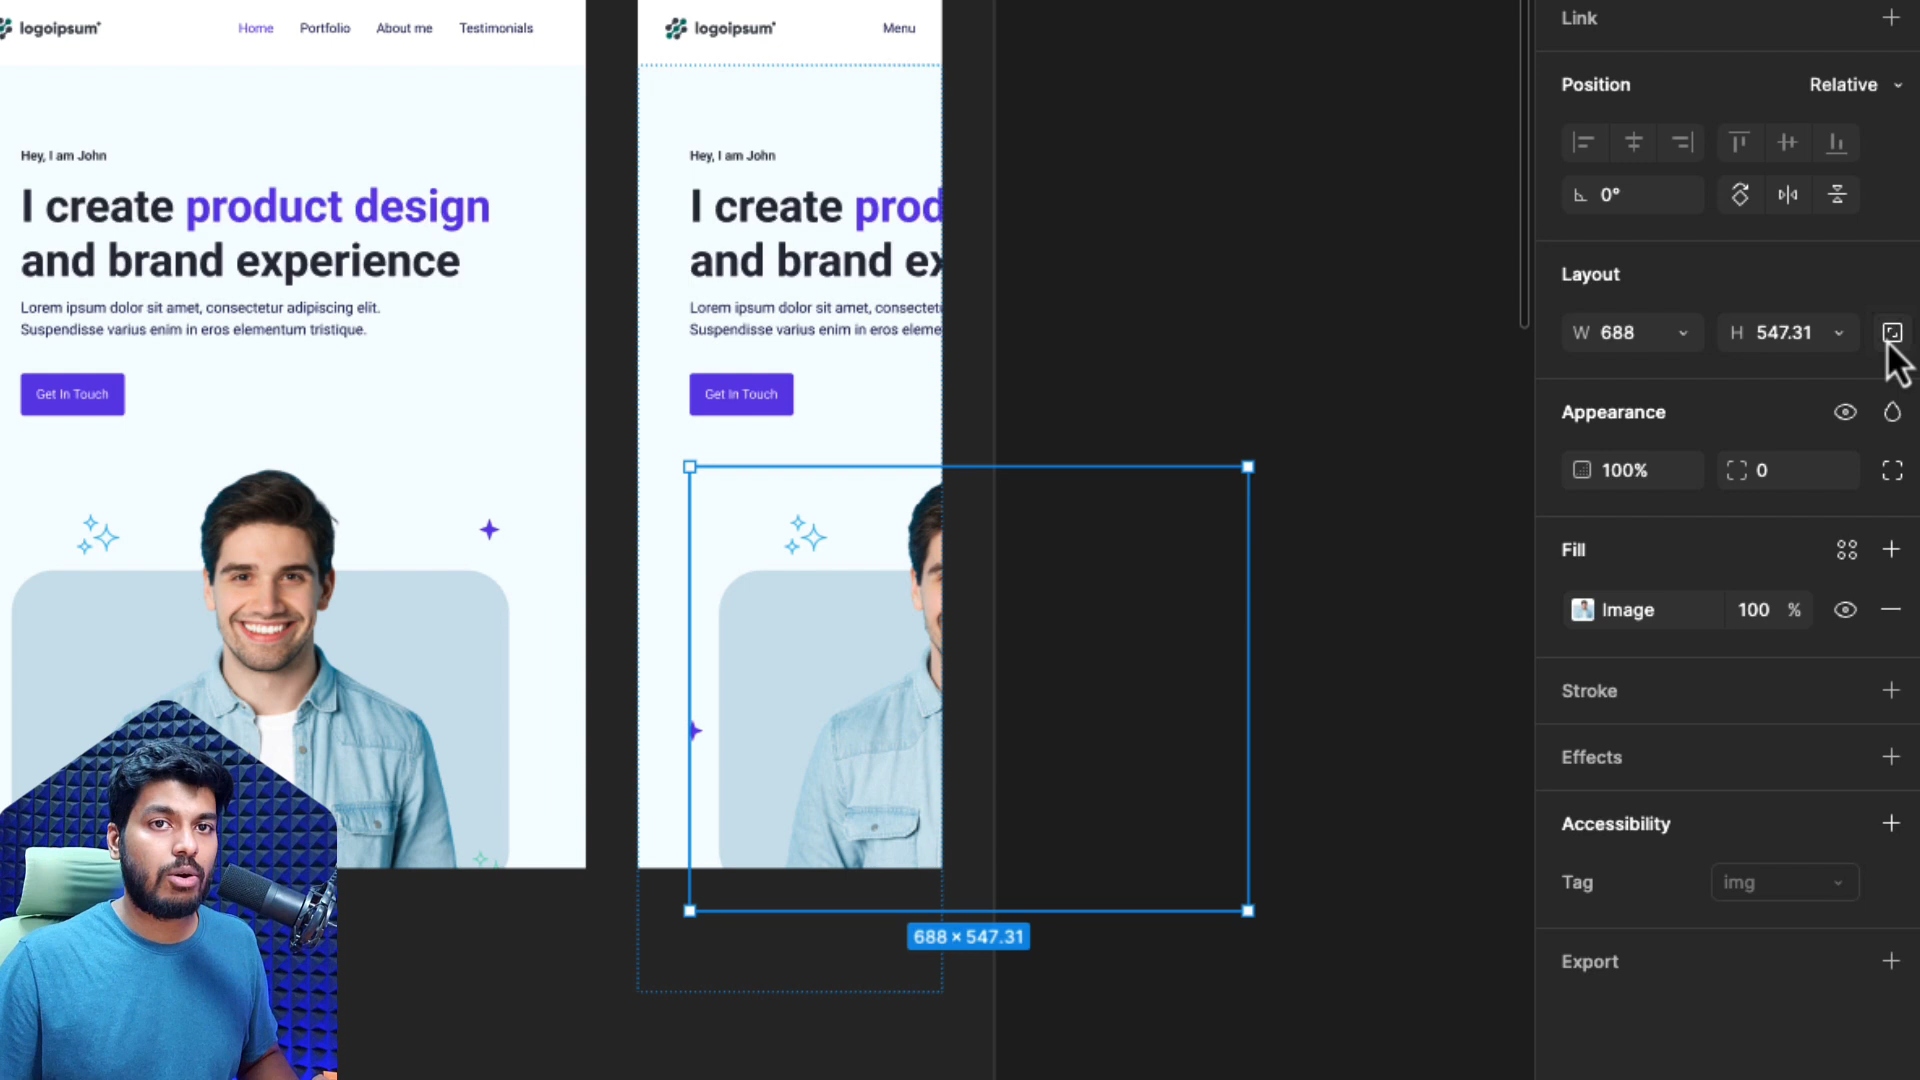 logoipsum
Home Portfolio About me Testimonials
Hey, I am John
I create product design
and brand experience
Lorem ipsum dolor sit amet, consectetur adipiscing elit.
Suspendisse varius enim in eros elementum tristique.
Get In Touch
logoipsum
Menu
Hey, I am John
I create prod
and brand ex
Lorem ipsum dolor sit amet, consectet
Suspendisse varius enim in eros eleme
Get In Touch
688 × 547.31
Link
Position Relative
0°
Layout
W 688 H 547.31
Appearance
100% 0
Fill
Image 100 %
Stroke
Effects
Accessibility
Tag img
Export